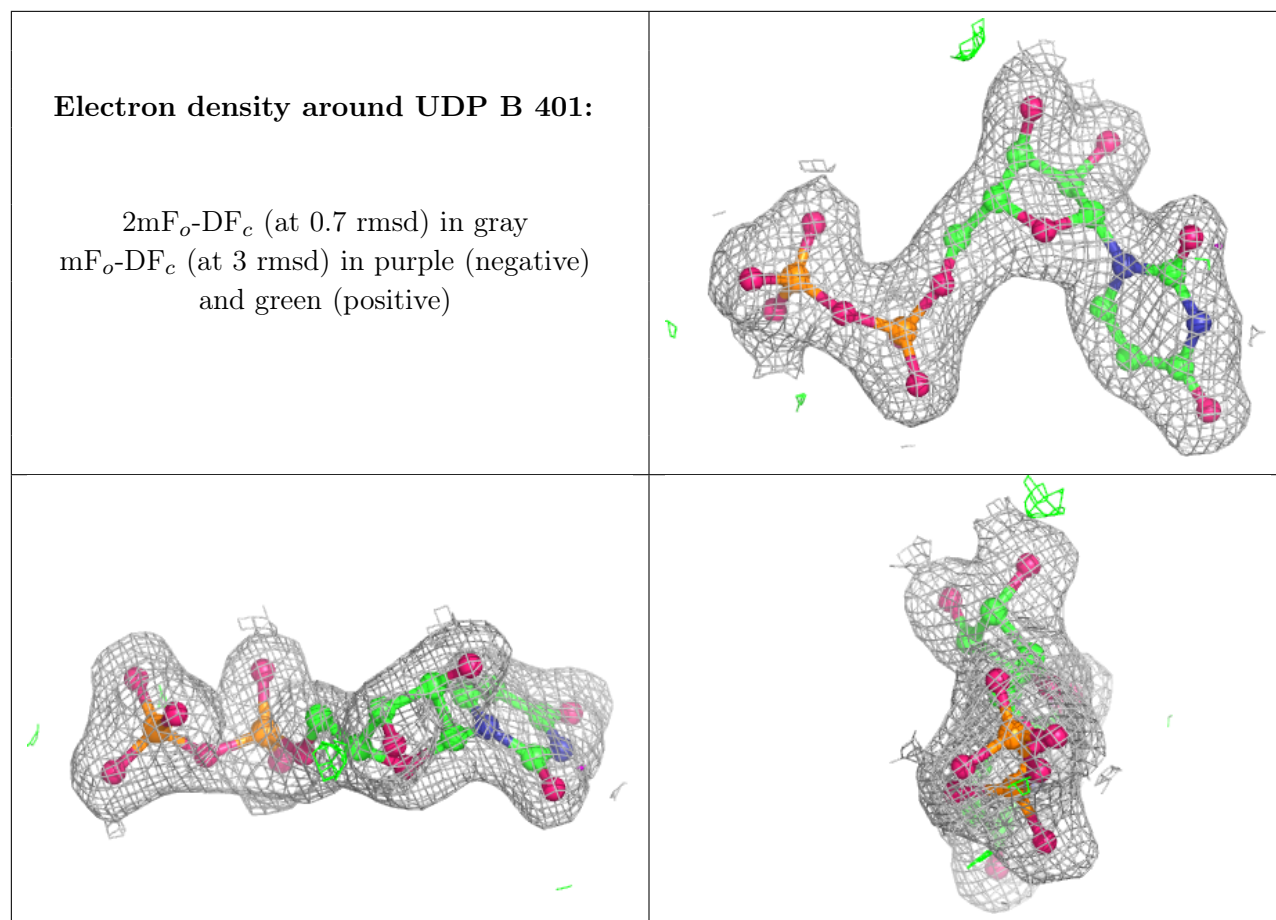 Electron density around UDP B 401:
2mFo-DFc (at 0.7 rmsd) in gray
mFo-DFc (at 3 rmsd) in purple (negative)
and green (positive)